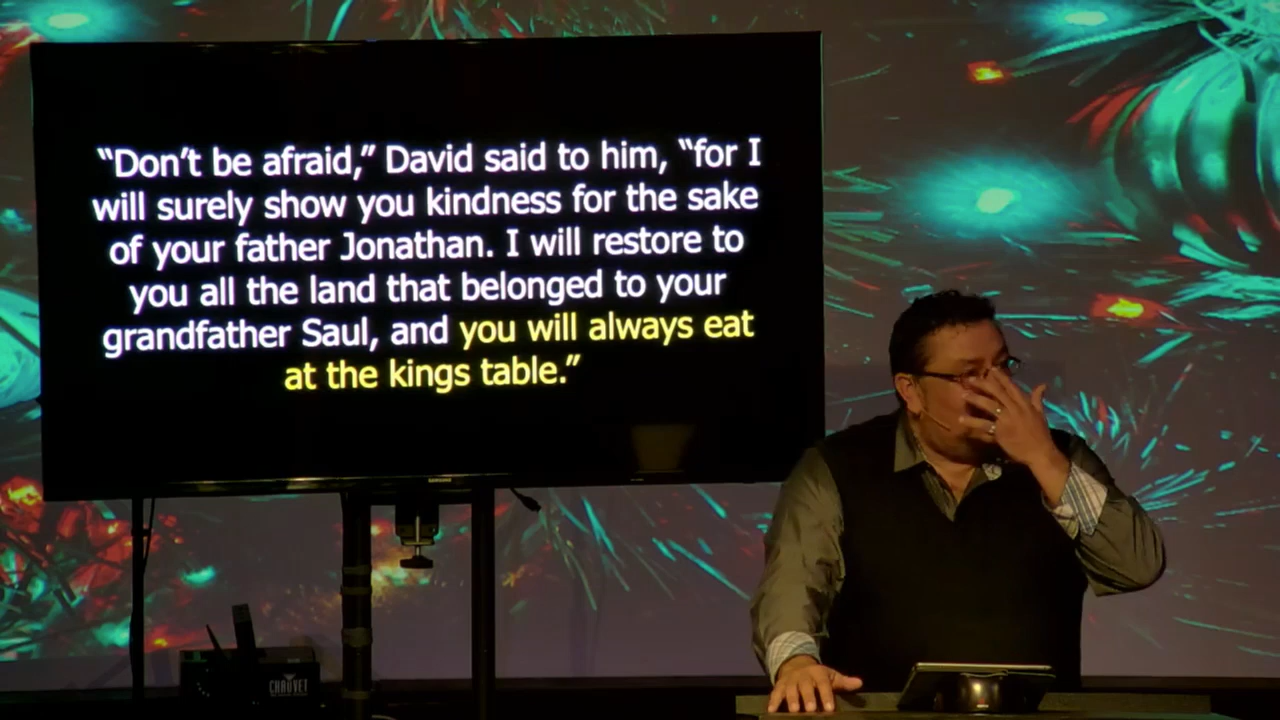 “Don’t be afraid,” David said to him, “for I
will surely show you kindness for the sake
of your father Jonathan. I will restore to
you all the land that belonged to your
grandfather Saul, and you will always eat
at the kings table.”
SAMSUNG
CHAUVET